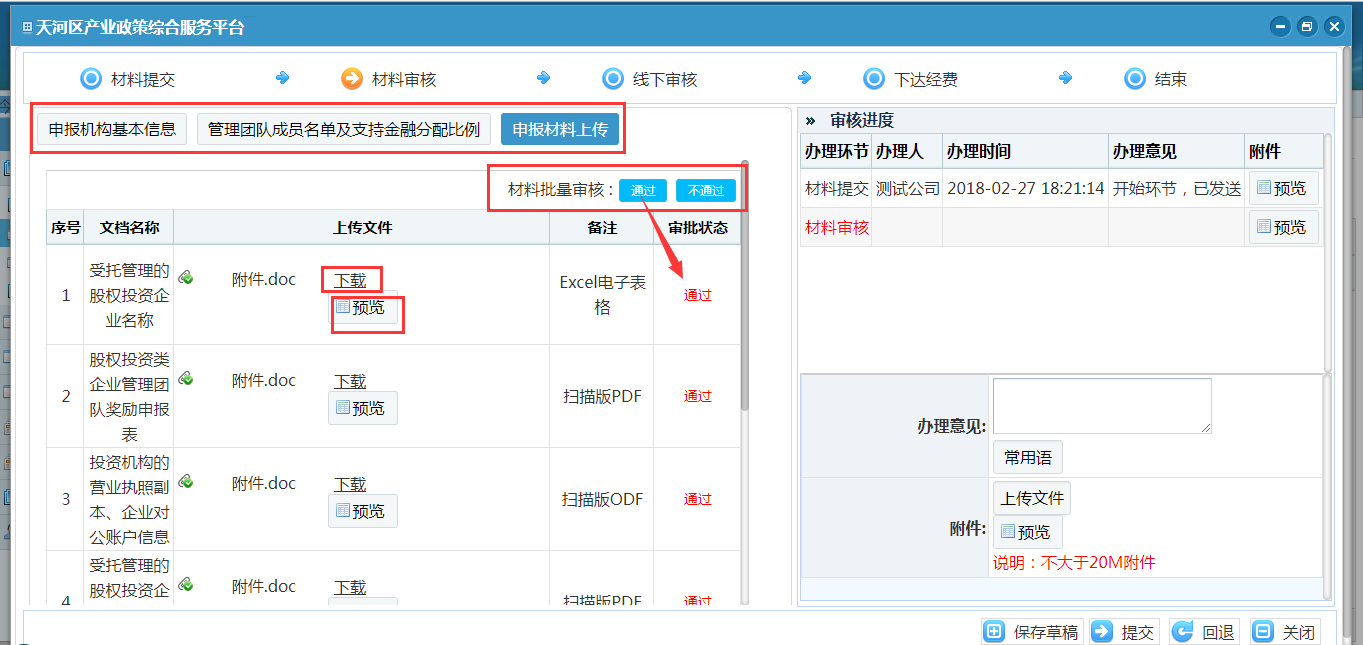 天河区产业政策综合服务平台
材料提交
材料审核
线下审核
下达经费
结束
申报机构基本信息
管理团队成员名单及支持金融分配比例
申报材料上传
材料批量审核：
通过
不通过
序号
文档名称
上传文件
备注
审批状态
1
受托管理的
股权投资企
业名称
附件.doc
下载
预览
Excel电子表
格
通过
2
股权投资类
企业管理团
队奖励申报
表
附件.doc
下载
预览
扫描版PDF
通过
3
投资机构的
营业执照副
本、企业对
公账户信息
附件.doc
下载
预览
扫描版ODF
通过
4
受托管理的
股权投资企
附件.doc
下载
扫描版PDF
通过
» 审核进度
办理环节
办理人
办理时间
办理意见
附件
材料提交
测试公司
2018-02-27 18:21:14
开始环节，已发送
预览
材料审核
预览
办理意见:
常用语
附件:
上传文件
预览
说明：不大于20M附件
保存草稿
提交
回退
关闭